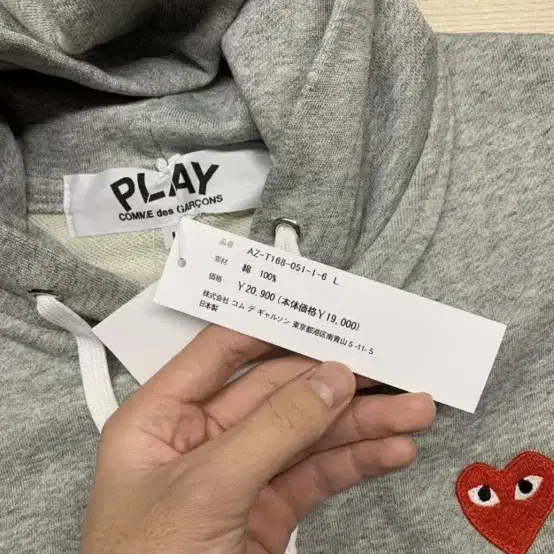 PLAY
COMME des GARÇONS
品番 AZ-T168-051-1-6 L
素材 綿 100%
価格 ¥20,900(本体価格¥19,000)
株式会社 コム デ ギャルソン 東京都港区南青山5-11-5
日本製